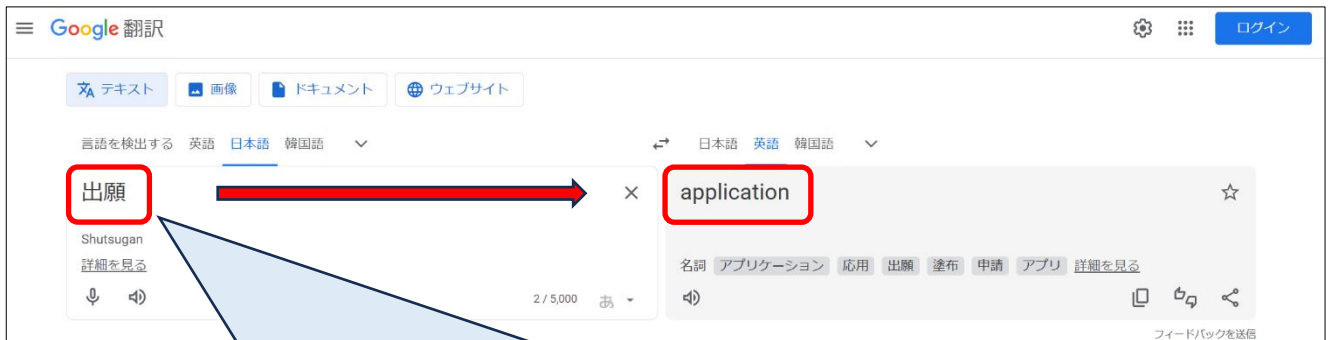 Google 翻訳
ログイン
テキスト 画像 ドキュメント ウェブサイト
言語を検出する 英語 日本語 韓国語
日本語 英語 韓国語
出願
application
Shutsugan
詳細を見る
名詞 アプリケーション 応用 出願 塗布 申請 アプリ 詳細を見る
2 / 5,000 あ
フィードバックを送信